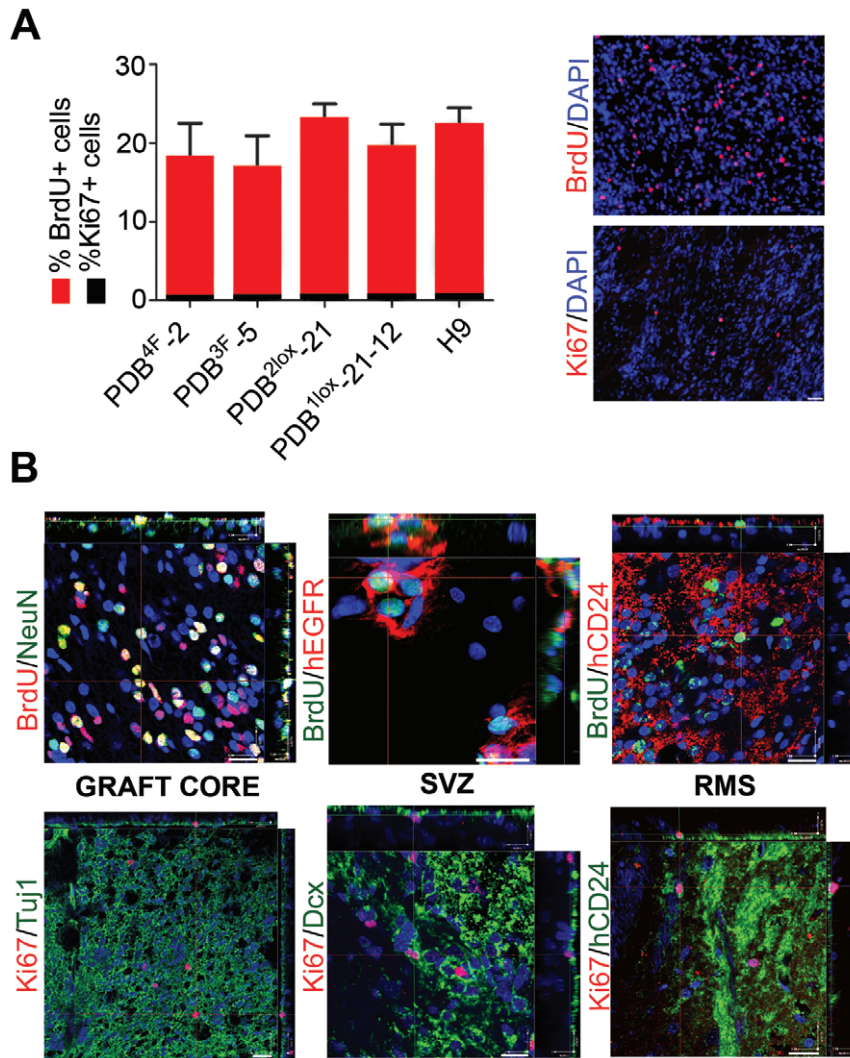 A
% BrdU+ cells
%Ki67+ cells
30
20
10
0
PDB4F-2
PDB3F-5
PDB2lox-21
PDB1lox-21-12
H9
BrdU/DAPI
Ki67/DAPI
B
BrdU/NeuN
BrdU/hEGFR
BrdU/hCD24
GRAFT CORE
SVZ
RMS
Ki67/Tuj1
Ki67/Dcx
Ki67/hCD24